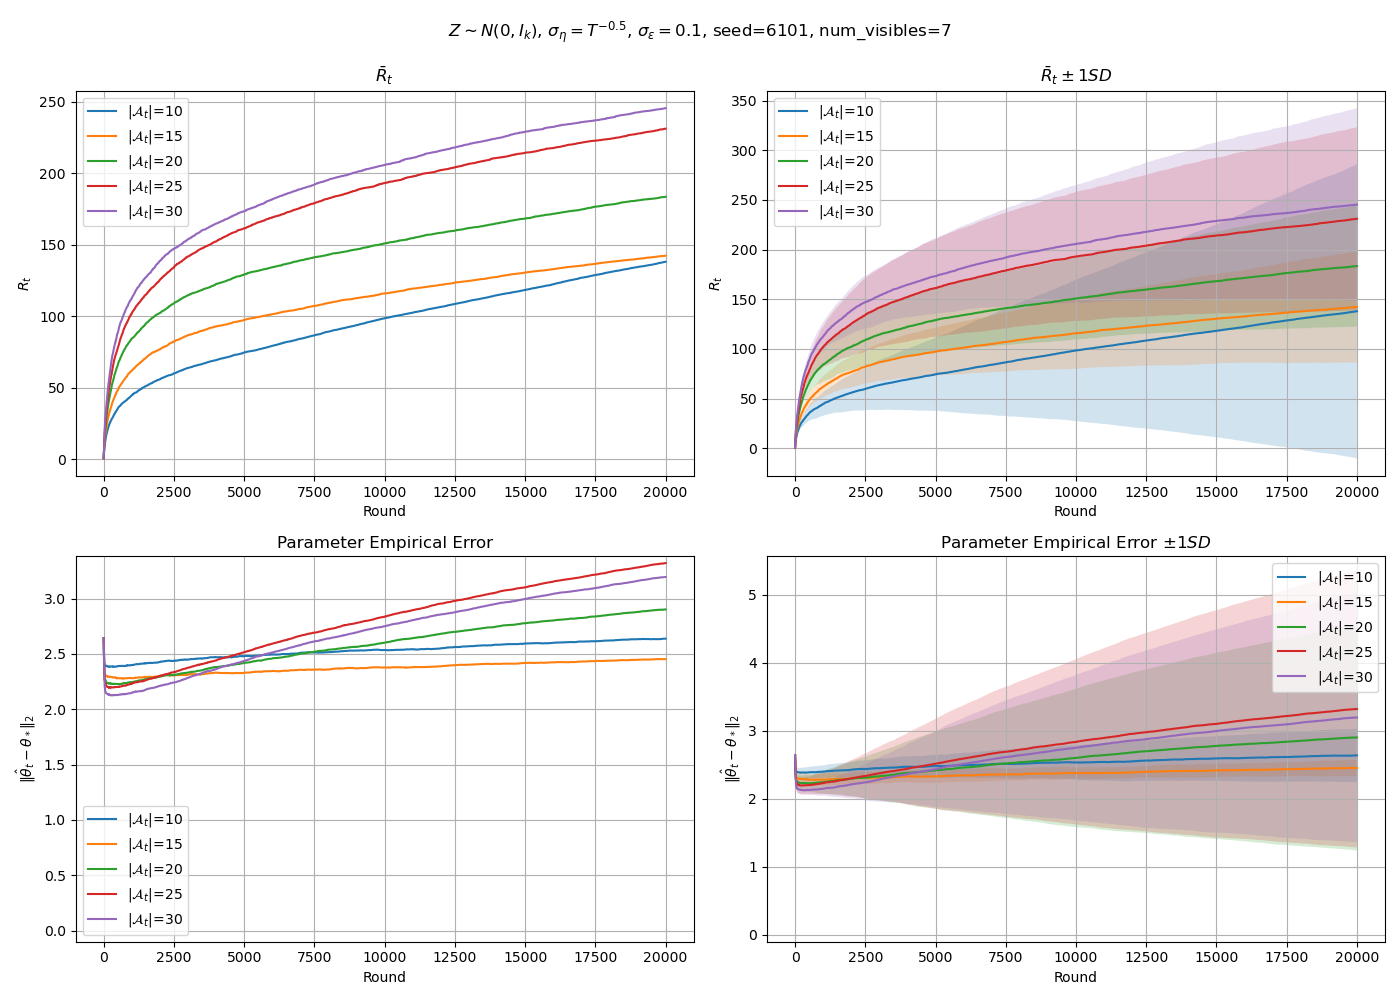 Z ∼ N(0, I_k), σ_η = T^{−0.5}, σ_ε = 0.1, seed=6101, num_visibles=7
R̄_t
R_t
250
200
150
100
50
0
|𝒜_t|=10
|𝒜_t|=15
|𝒜_t|=20
|𝒜_t|=25
|𝒜_t|=30
0 2500 5000 7500 10000 12500 15000 17500 20000
Round
R̄_t ± 1SD
R_t
350
300
250
200
150
100
50
0
|𝒜_t|=10
|𝒜_t|=15
|𝒜_t|=20
|𝒜_t|=25
|𝒜_t|=30
0 2500 5000 7500 10000 12500 15000 17500 20000
Round
Parameter Empirical Error
‖θ̂_t − θ_*‖_2
3.0
2.5
2.0
1.5
1.0
0.5
0.0
|𝒜_t|=10
|𝒜_t|=15
|𝒜_t|=20
|𝒜_t|=25
|𝒜_t|=30
0 2500 5000 7500 10000 12500 15000 17500 20000
Round
Parameter Empirical Error ±1SD
‖θ̂_t − θ_*‖_2
5
4
3
2
1
0
|𝒜_t|=10
|𝒜_t|=15
|𝒜_t|=20
|𝒜_t|=25
|𝒜_t|=30
0 2500 5000 7500 10000 12500 15000 17500 20000
Round